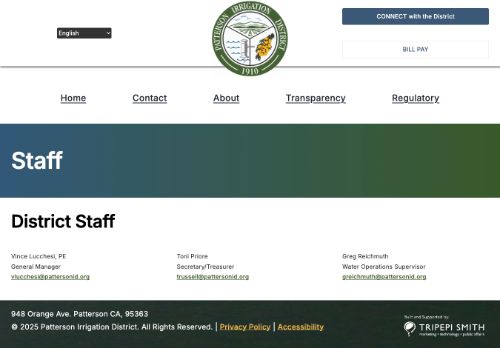 English
PATTERSON IRRIGATION DISTRICT
1910
CONNECT with the District
BILL PAY
Home
Contact
About
Transparency
Regulatory
Staff
District Staff
Vince Lucchesi, PE
General Manager
vlucchesi@pattersonid.org
Toni Priore
Secretary/Treasurer
trussell@pattersonid.org
Greg Reichmuth
Water Operations Supervisor
greichmuth@pattersonid.org
948 Orange Ave. Patterson CA, 95363
© 2025 Patterson Irrigation District. All Rights Reserved. | Privacy Policy | Accessibility
Built and Supported by
TRIPEPI SMITH
marketing • technology • public affairs